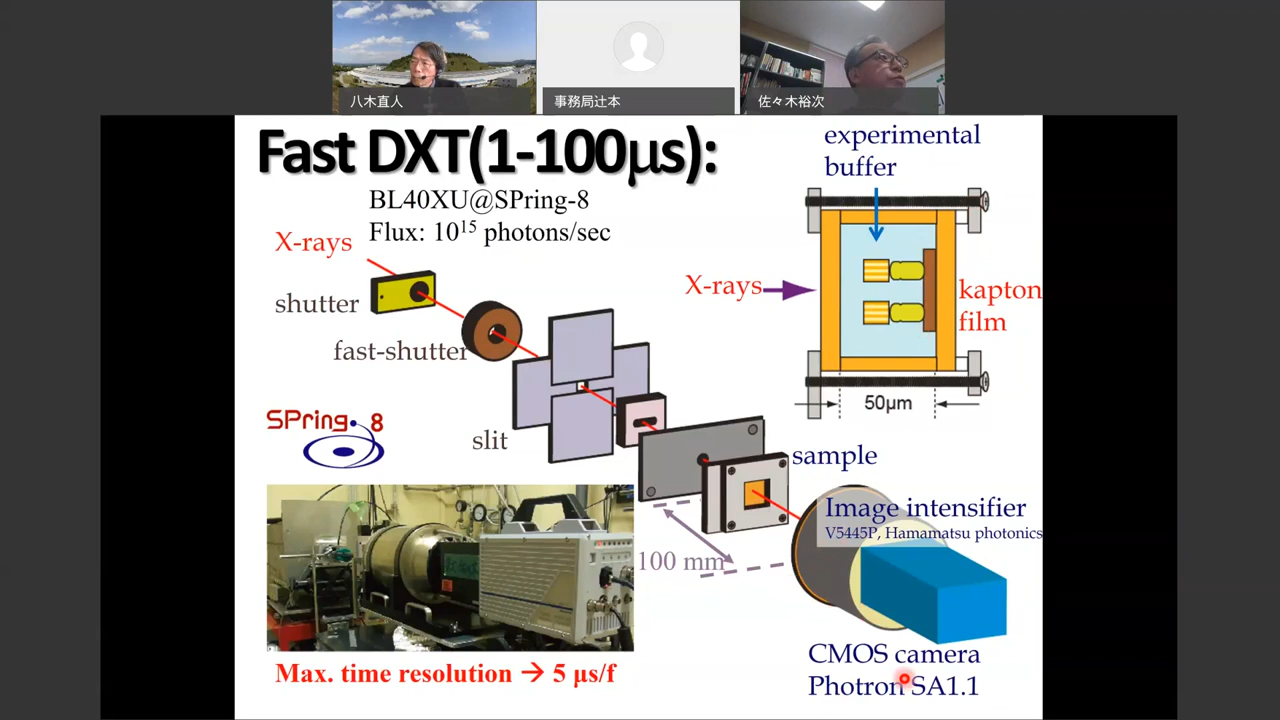 八木直人
事務局辻本
佐々木裕次
Fast DXT(1-100μs):
BL40XU@SPring-8
Flux: 10¹⁵ photons/sec
X-rays
shutter
fast-shutter
slit
SPring-8
experimental
buffer
X-rays
kapton
film
50μm
sample
Image intensifier
V5445P, Hamamatsu photonics
100 mm
CMOS camera
Photron SA1.1
Max. time resolution → 5 μs/f